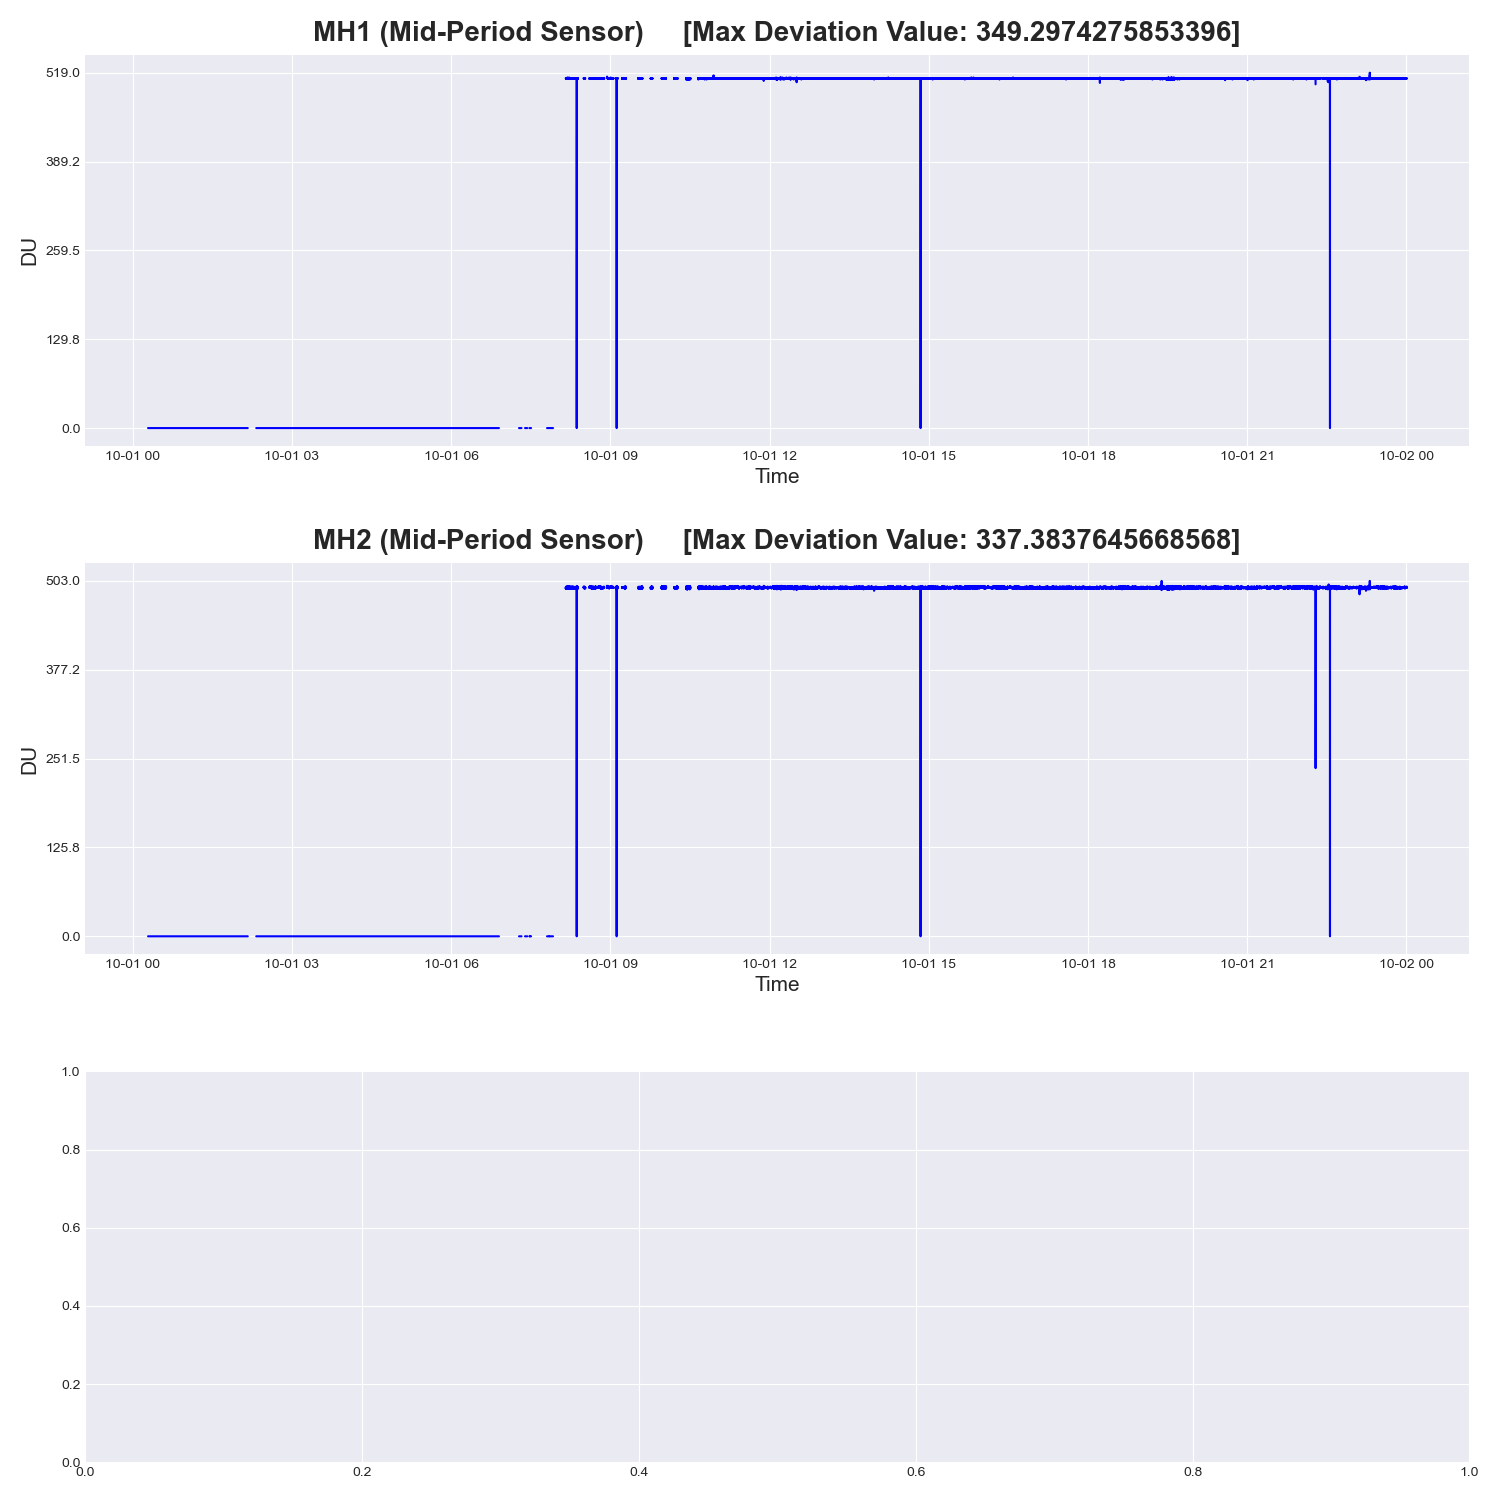 MH1 (Mid-Period Sensor) [Max Deviation Value: 349.2974275853396]
519.0
389.2
259.5
129.8
0.0
DU
10-01 00 10-01 03 10-01 06 10-01 09 10-01 12 10-01 15 10-01 18 10-01 21 10-02 00
Time
MH2 (Mid-Period Sensor) [Max Deviation Value: 337.3837645668568]
503.0
377.2
251.5
125.8
0.0
DU
10-01 00 10-01 03 10-01 06 10-01 09 10-01 12 10-01 15 10-01 18 10-01 21 10-02 00
Time
1.0
0.8
0.6
0.4
0.2
0.0
0.0 0.2 0.4 0.6 0.8 1.0